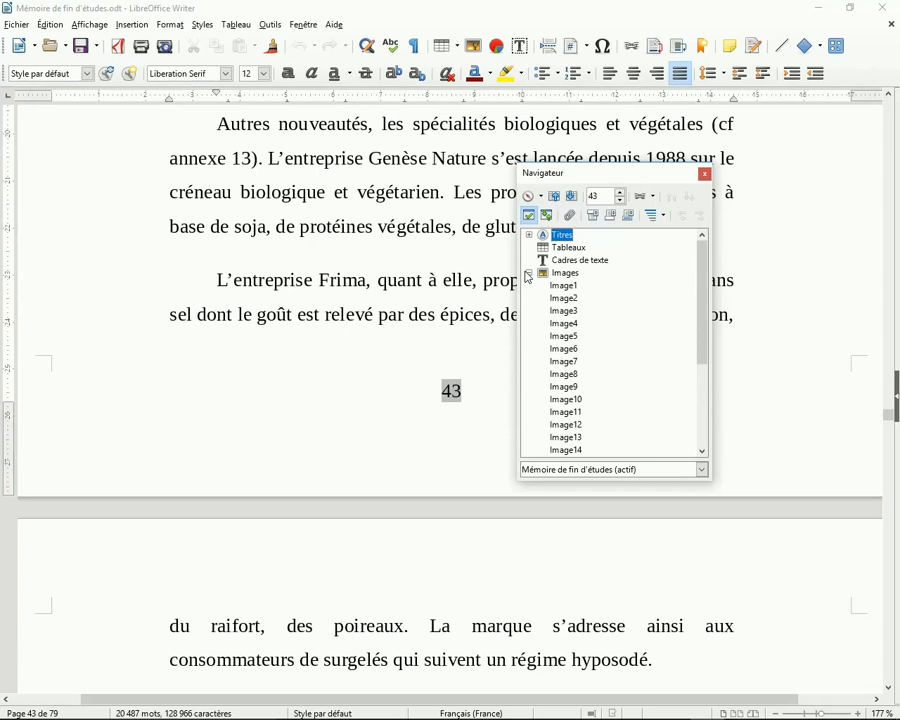 Mémoire de fin d'études.odt - LibreOffice Writer
Fichier Édition Affichage Insertion Format Styles Tableau Outils Fenêtre Aide
Style par défaut Liberation Serif 12
Autres nouveautés, les spécialités biologiques et végétales (cf
annexe 13). L'entreprise Genèse Nature s'est lancée depuis 1988 sur le
créneau biologique et végétarien. Les pro s à
base de soja, de protéines végétales, de glut
L'entreprise Frima, quant à elle, prop ans
sel dont le goût est relevé par des épices, de on,
43
Navigateur
43
Titres
Tableaux
Cadres de texte
Images
Image1
Image2
Image3
Image4
Image5
Image6
Image7
Image8
Image9
Image10
Image11
Image12
Image13
Image14
Mémoire de fin d'études (actif)
du raifort, des poireaux. La marque s'adresse ainsi aux
consommateurs de surgelés qui suivent un régime hyposodé.
Page 43 de 79 20 487 mots, 128 966 caractères Style par défaut Français (France) 177 %